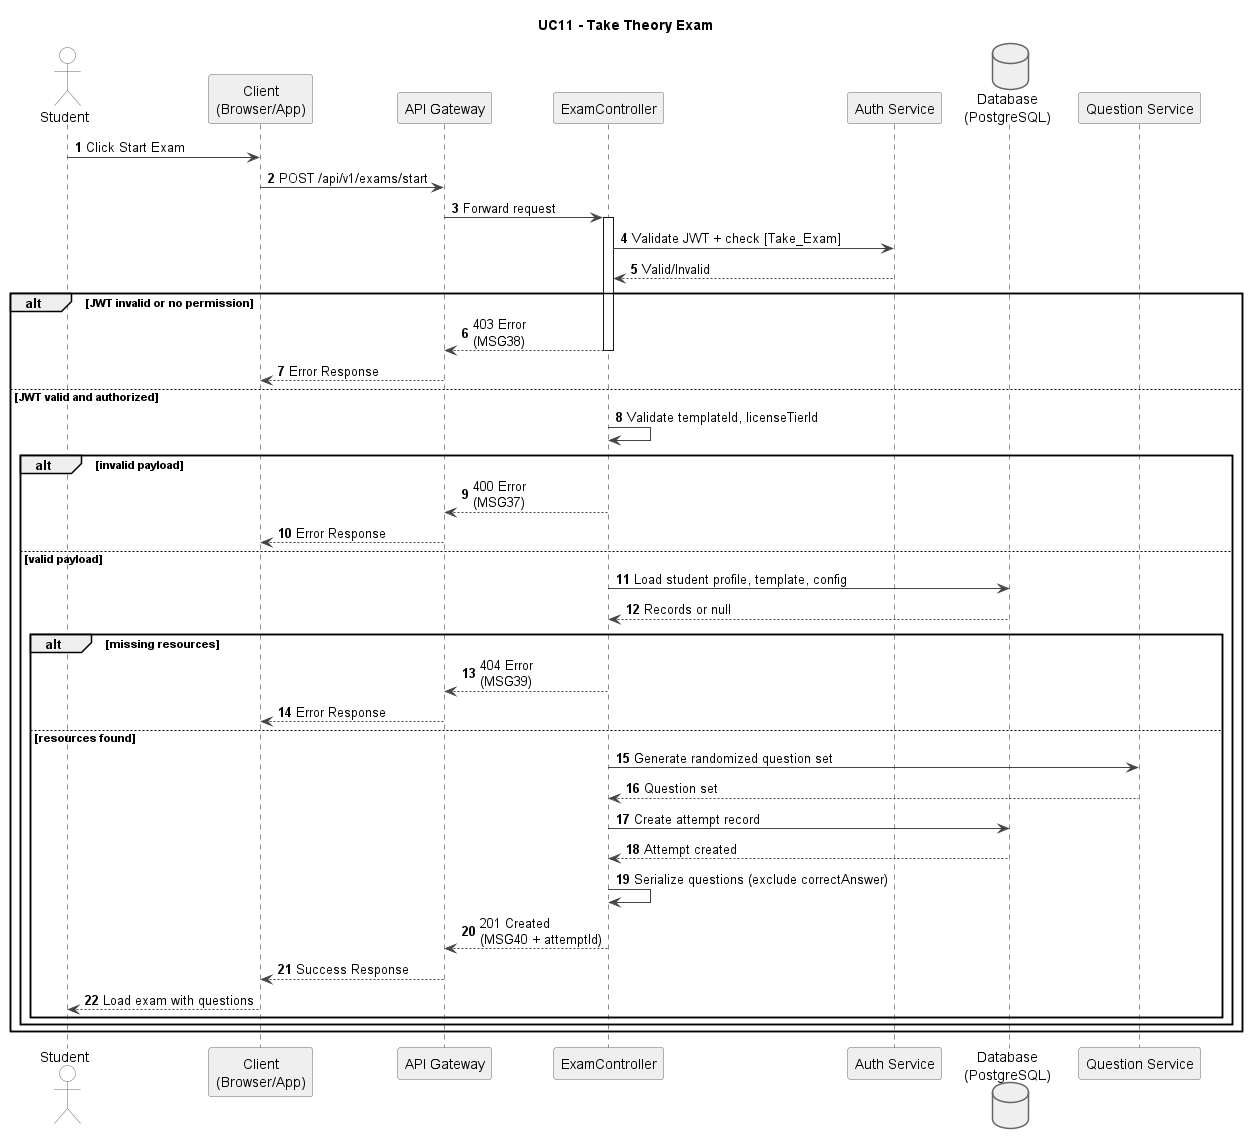 UC11 - Take Theory Exam
Student
Client
(Browser/App)
API Gateway
ExamController
Auth Service
Database
(PostgreSQL)
Question Service
1 Click Start Exam
2 POST /api/v1/exams/start
3 Forward request
4 Validate JWT + check [Take_Exam]
5 Valid/Invalid
alt [JWT invalid or no permission]
6 403 Error
(MSG38)
7 Error Response
[JWT valid and authorized]
8 Validate templateId, licenseTierId
alt [invalid payload]
9 400 Error
(MSG37)
10 Error Response
[valid payload]
11 Load student profile, template, config
12 Records or null
alt [missing resources]
13 404 Error
(MSG39)
14 Error Response
[resources found]
15 Generate randomized question set
16 Question set
17 Create attempt record
18 Attempt created
19 Serialize questions (exclude correctAnswer)
20 201 Created
(MSG40 + attemptId)
21 Success Response
22 Load exam with questions
Student
Client
(Browser/App)
API Gateway
ExamController
Auth Service
Database
(PostgreSQL)
Question Service